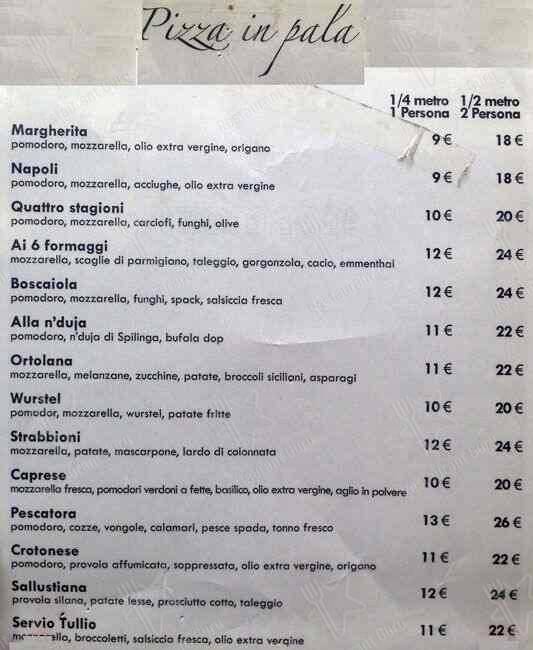 Pizza in pala
1/4 metro 1/2 metro
1 Persona 2 Persona
Margherita 9€ 18€
pomodoro, mozzarella, olio extra vergine, origano
Napoli 9€ 18€
pomodoro, mozzarella, acciughe, olio extra vergine
Quattro stagioni 10€ 20€
pomodoro, mozzarella, carciofi, funghi, olive
Ai 6 formaggi 12€ 24€
mozzarella, scaglie di parmigiano, taleggio, gorgonzola, cacio, emmenthal
Boscaiola 12€ 24€
pomodoro, mozzarella, funghi, spack, salsiccia fresca
Alla n'duja 11€ 22€
pomodoro, n'duja di Spilinga, bufala dop
Ortolana 11€ 22€
mozzarella, melanzane, zucchine, patate, broccoli siciliani, asparagi
Wurstel 10€ 20€
pomodor, mozzarella, wurstel, patate fritte
Strabbioni 12€ 24€
mozzarella, patate, mascarpone, lardo di colonnata
Caprese 10€ 20€
mozzarella fresca, pomodori verdoni a fette, basilico, olio extra vergine, aglio in polvere
Pescatora 13€ 26€
pomodoro, cozze, vongole, calamari, pesce spada, tonno fresco
Crotonese 11€ 22€
pomodoro, provola affumicata, soppressata, olio extra vergine, origano
Sallustiana 12€ 24€
provola silana, patate lesse, prosciutto cotto, taleggio
Servio Tullio 11€ 22€
broccoletti, salsiccia fresca, olio extra vergine